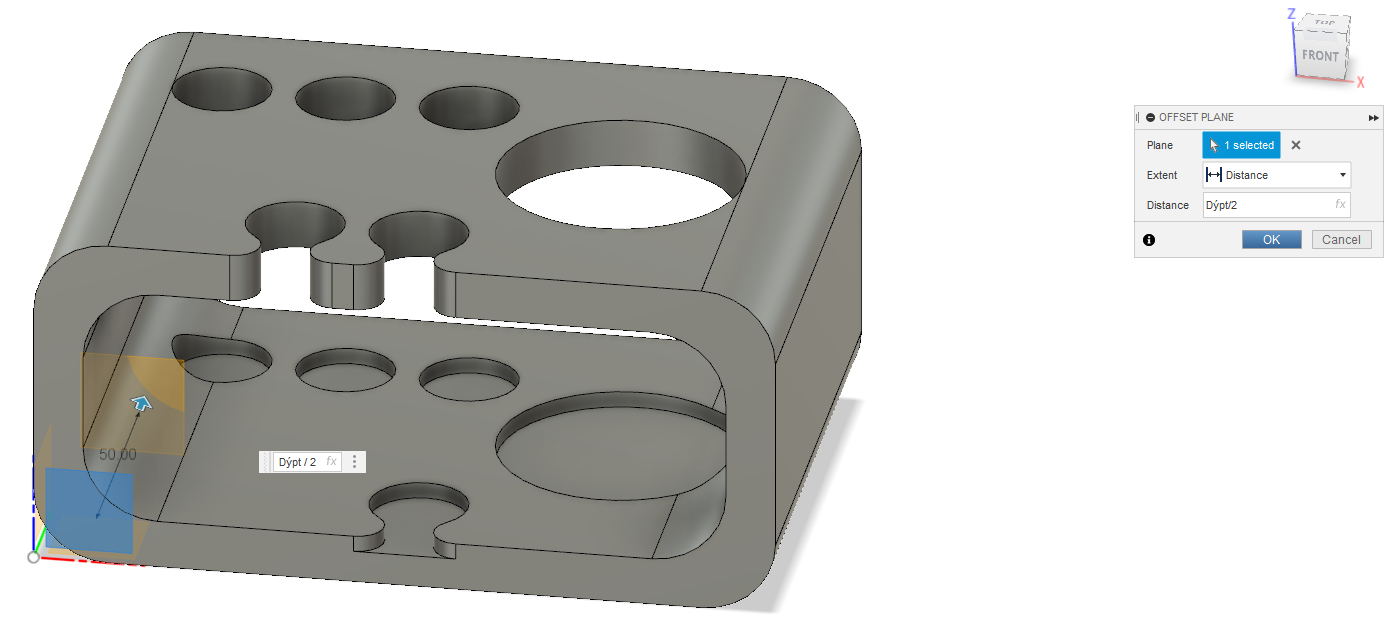 Z
TOP
FRONT
X
OFFSET PLANE
Plane
1 selected
Extent
Distance
Distance
Dýpt/2
fx
OK
Cancel
50.00
Dýpt / 2
fx